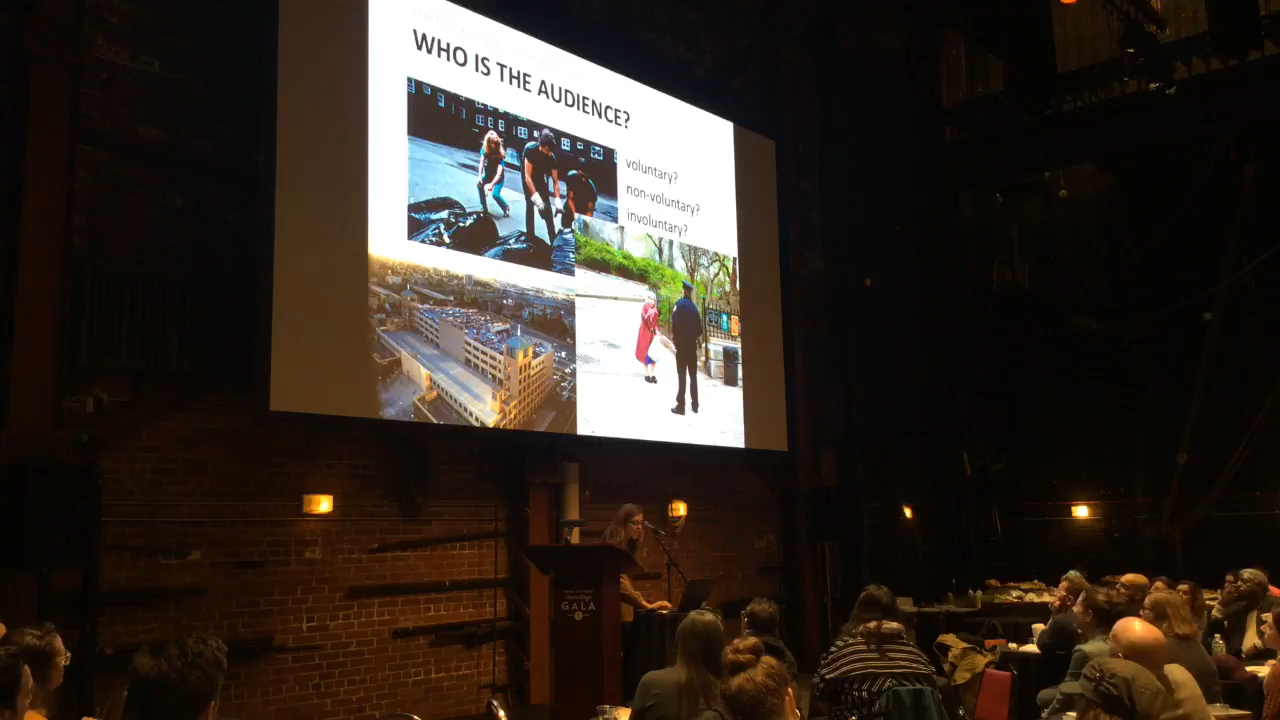 WHO IS THE AUDIENCE?
voluntary?
non-voluntary?
involuntary?
GALA